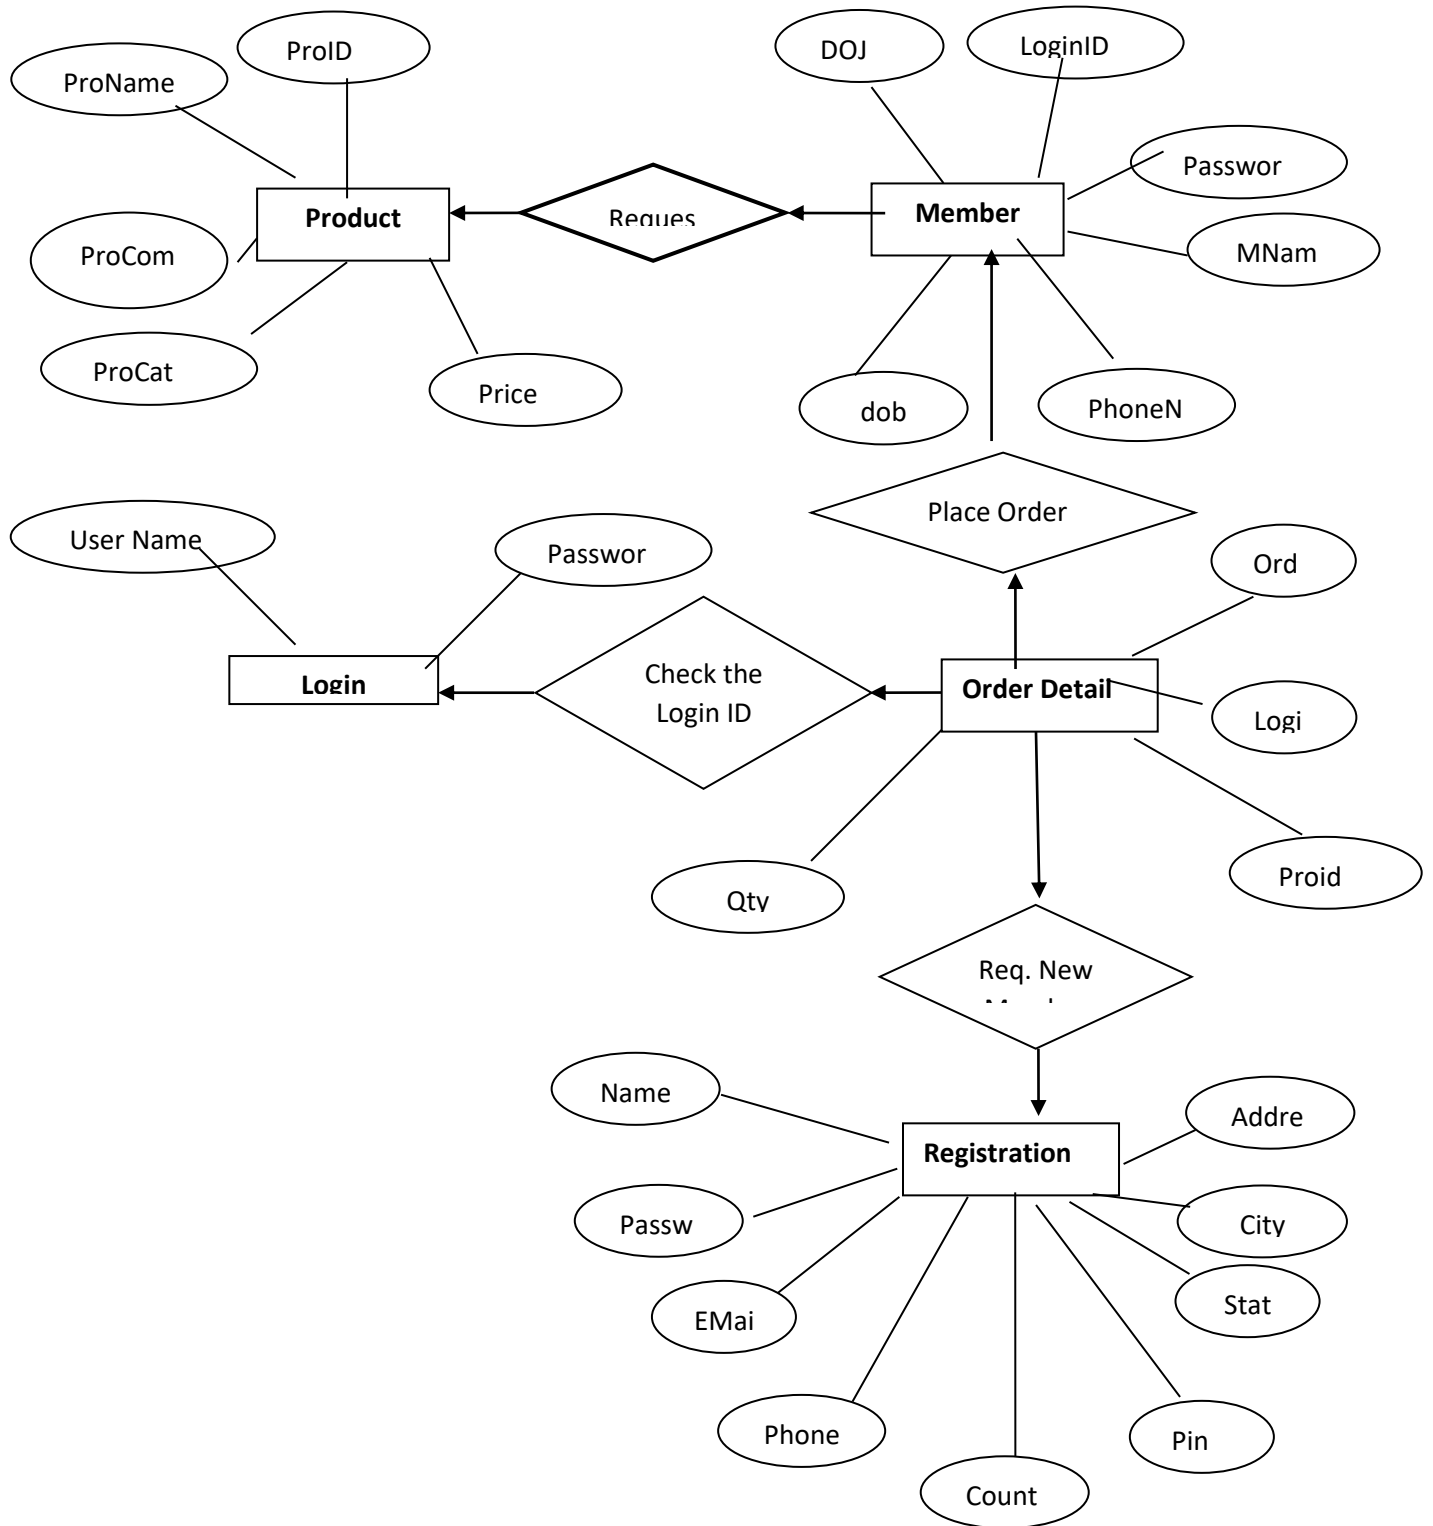 ProID
DOJ
LoginID
ProName
Passwor
Product
Reques
Member
ProCom
MNam
ProCat
Price
dob
PhoneN
Place Order
User Name
Passwor
Ord
Check the
Login ID
Login
Order Detail
Logi
Qty
Proid
Req. New
Name
Addre
Registration
Passw
City
EMai
Stat
Phone
Pin
Count